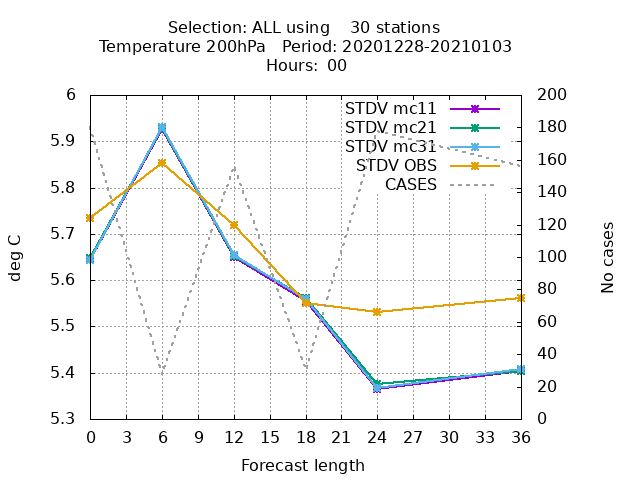 Selection: ALL using    30 stations
Temperature 200hPa   Period: 20201228-20210103
Hours:  00
6
5.9
5.8
5.7
5.6
5.5
5.4
5.3
deg C
STDV mc11
STDV mc21
STDV mc31
STDV OBS
CASES
200
180
160
140
120
100
80
60
40
20
0
No cases
0 3 6 9 12 15 18 21 24 27 30 33 36
Forecast length